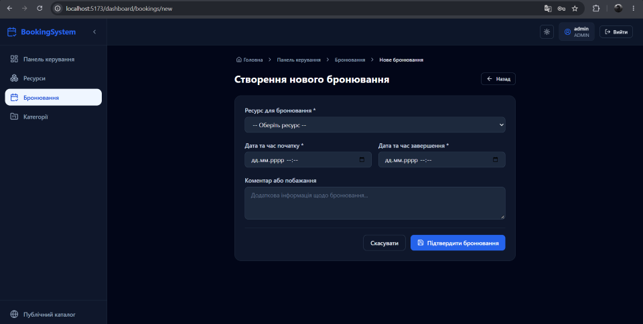 localhost:5173/dashboard/bookings/new
BookingSystem
admin
ADMIN
Вийти
Панель керування
Ресурси
Бронювання
Категорії
Публічний каталог
Головна > Панель керування > Бронювання > Нове бронювання
Створення нового бронювання
Назад
Ресурс для бронювання *
-- Оберіть ресурс --
Дата та час початку *
Дата та час завершення *
дд.мм.рррр --:--
дд.мм.рррр --:--
Коментар або побажання
Додаткова інформація щодо бронювання...
Скасувати
Підтвердити бронювання